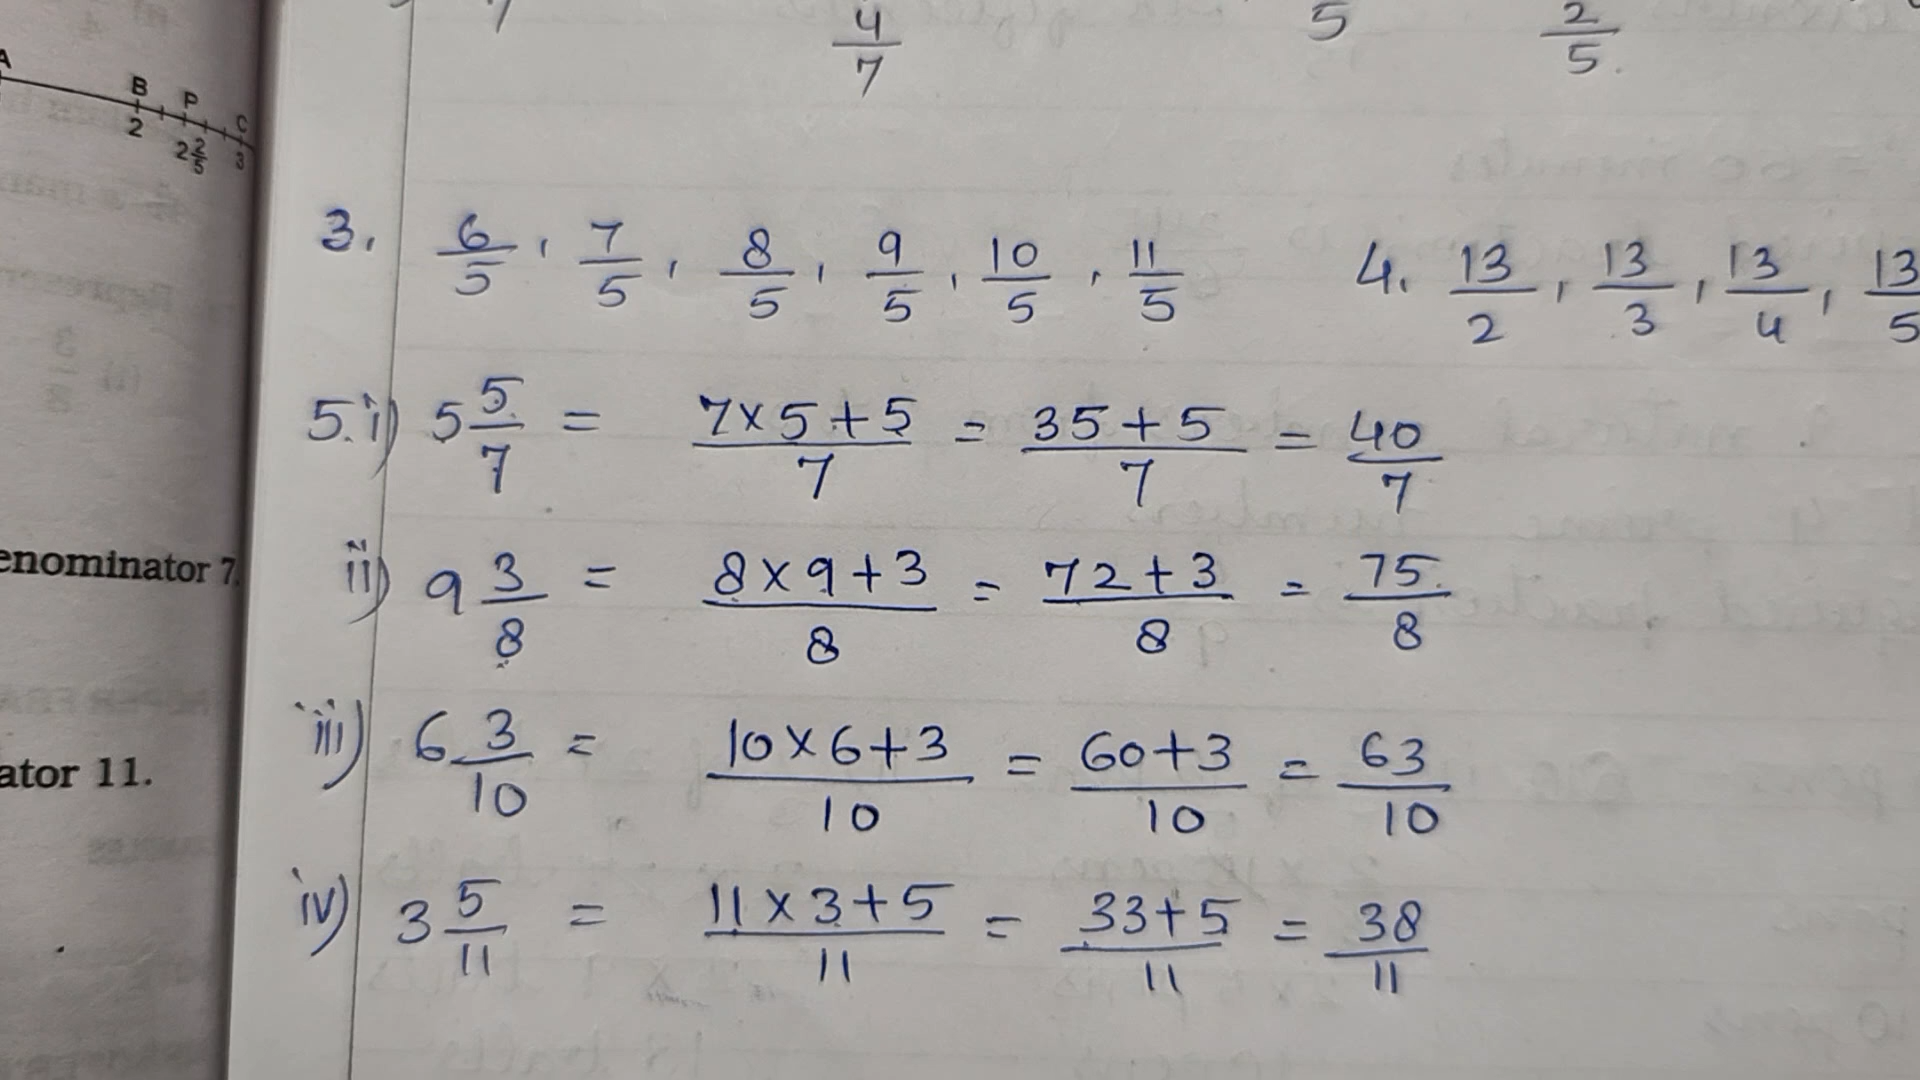 4/7 5 2/5.
A B P C
2 2 2/5 3
3. 6/5, 7/5, 8/5, 9/5, 10/5, 11/5 4. 13/2, 13/3, 13/4, 13/5
5. i) 5 5/7 = (7×5+5)/7 = (35+5)/7 = 40/7
enominator 7.
ii) 9 3/8 = (8×9+3)/8 = (72+3)/8 = 75/8
ator 11.
iii) 6 3/10 = (10×6+3)/10 = (60+3)/10 = 63/10
iv) 3 5/11 = (11×3+5)/11 = (33+5)/11 = 38/11